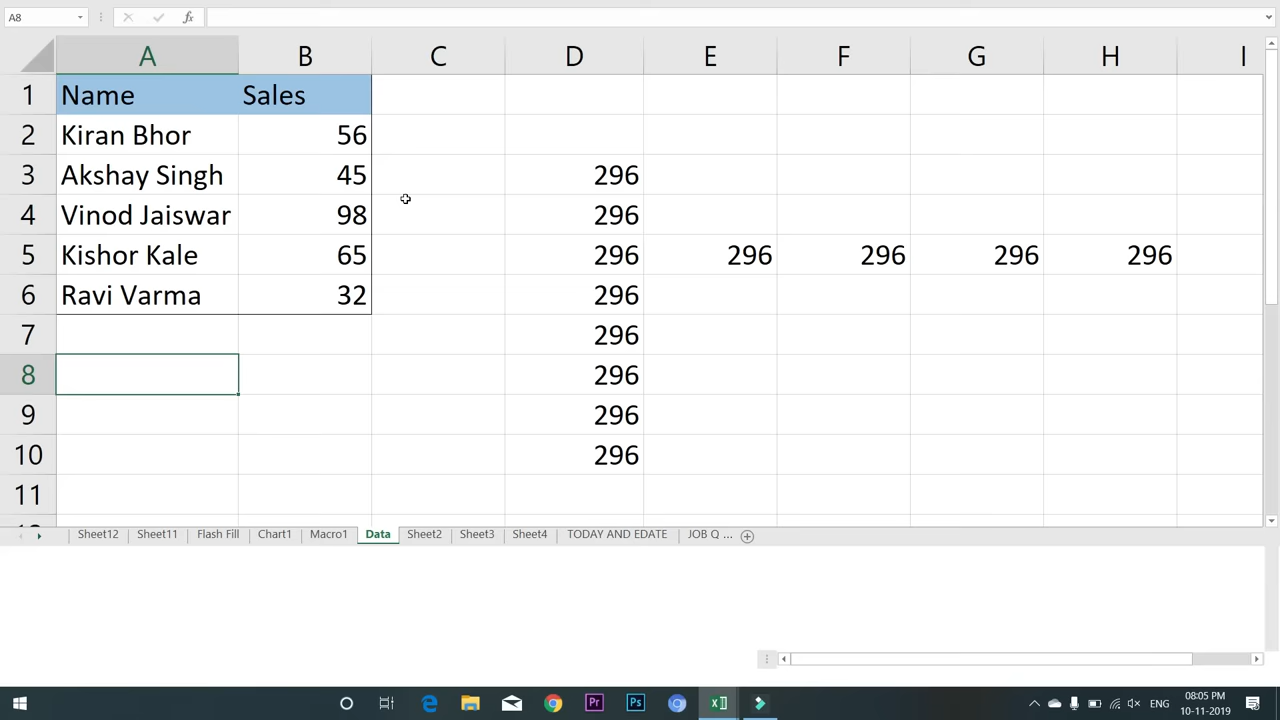 A8
fx
A B C D E F G H I
1 Name Sales
2 Kiran Bhor 56
3 Akshay Singh 45 296
4 Vinod Jaiswar 98 296
5 Kishor Kale 65 296 296 296 296 296
6 Ravi Varma 32 296
7 296
8 296
9 296
10 296
11
Sheet12 Sheet11 Flash Fill Chart1 Macro1 Data Sheet2 Sheet3 Sheet4 TODAY AND EDATE JOB Q ...
Pr Ps ENG 08:05 PM
10-11-2019